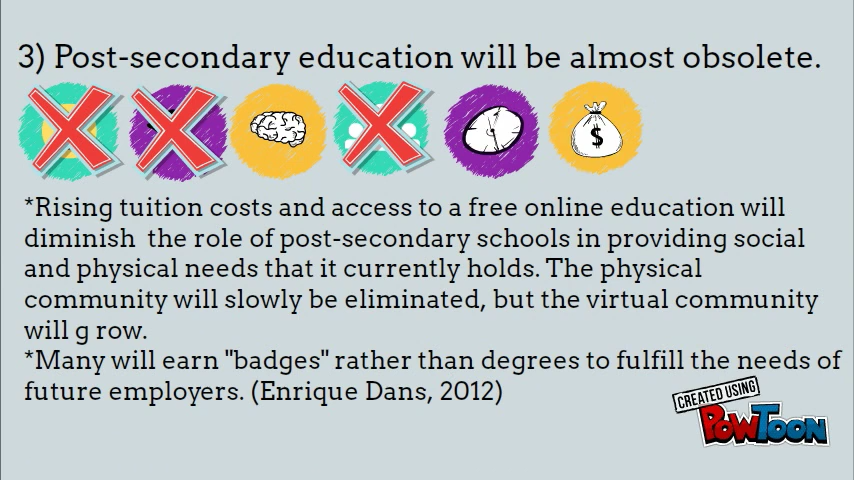 3) Post-secondary education will be almost obsolete.
$
*Rising tuition costs and access to a free online education will
diminish  the role of post-secondary schools in providing social
and physical needs that it currently holds. The physical
community will slowly be eliminated, but the virtual community
will g row.
*Many will earn "badges" rather than degrees to fulfill the needs of
future employers. (Enrique Dans, 2012)
CREATED USING
PowToon